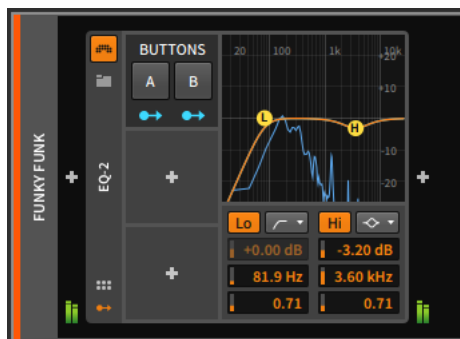 FUNKY FUNK
EQ-2
BUTTONS
A B
20 100 1k 10k
+20
+10
L
H
-10
-20
Lo Hi
+0.00 dB -3.20 dB
81.9 Hz 3.60 kHz
0.71 0.71